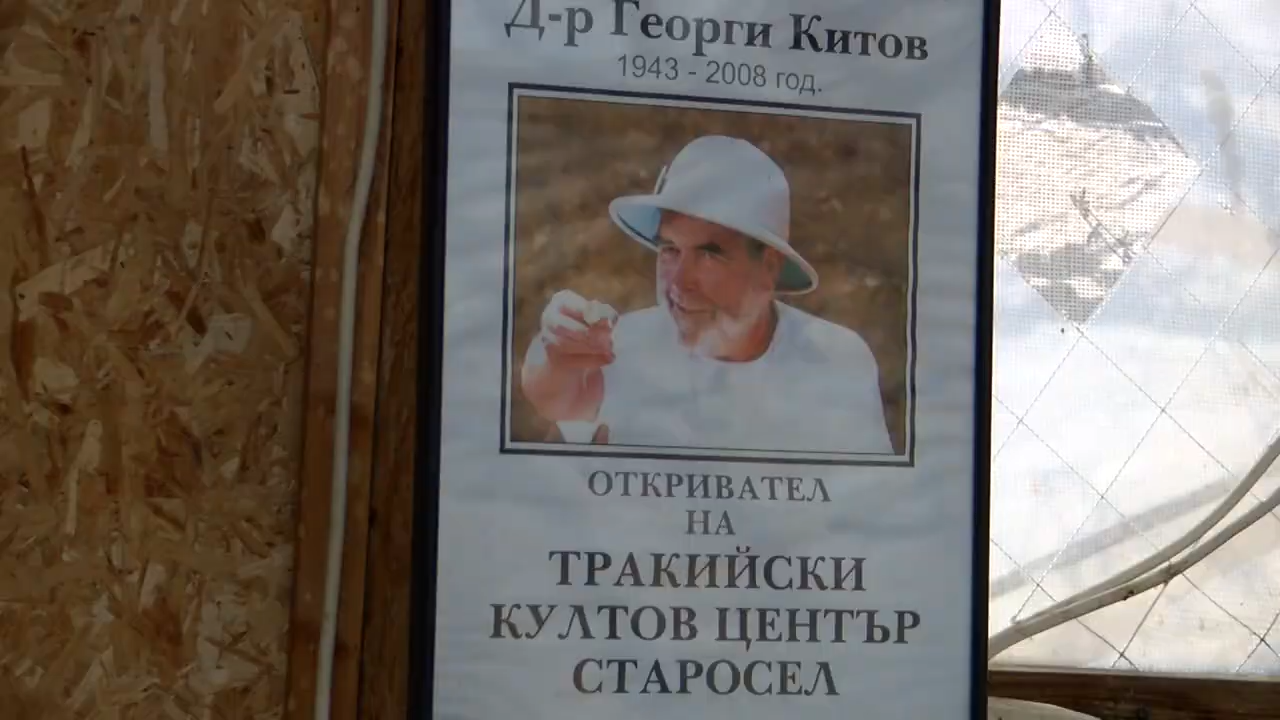 Д-р Георги Китов
1943 - 2008 год.
ОТКРИВАТЕЛ
НА
ТРАКИЙСКИ
КУЛТОВ ЦЕНТЪР
СТАРОСЕЛ